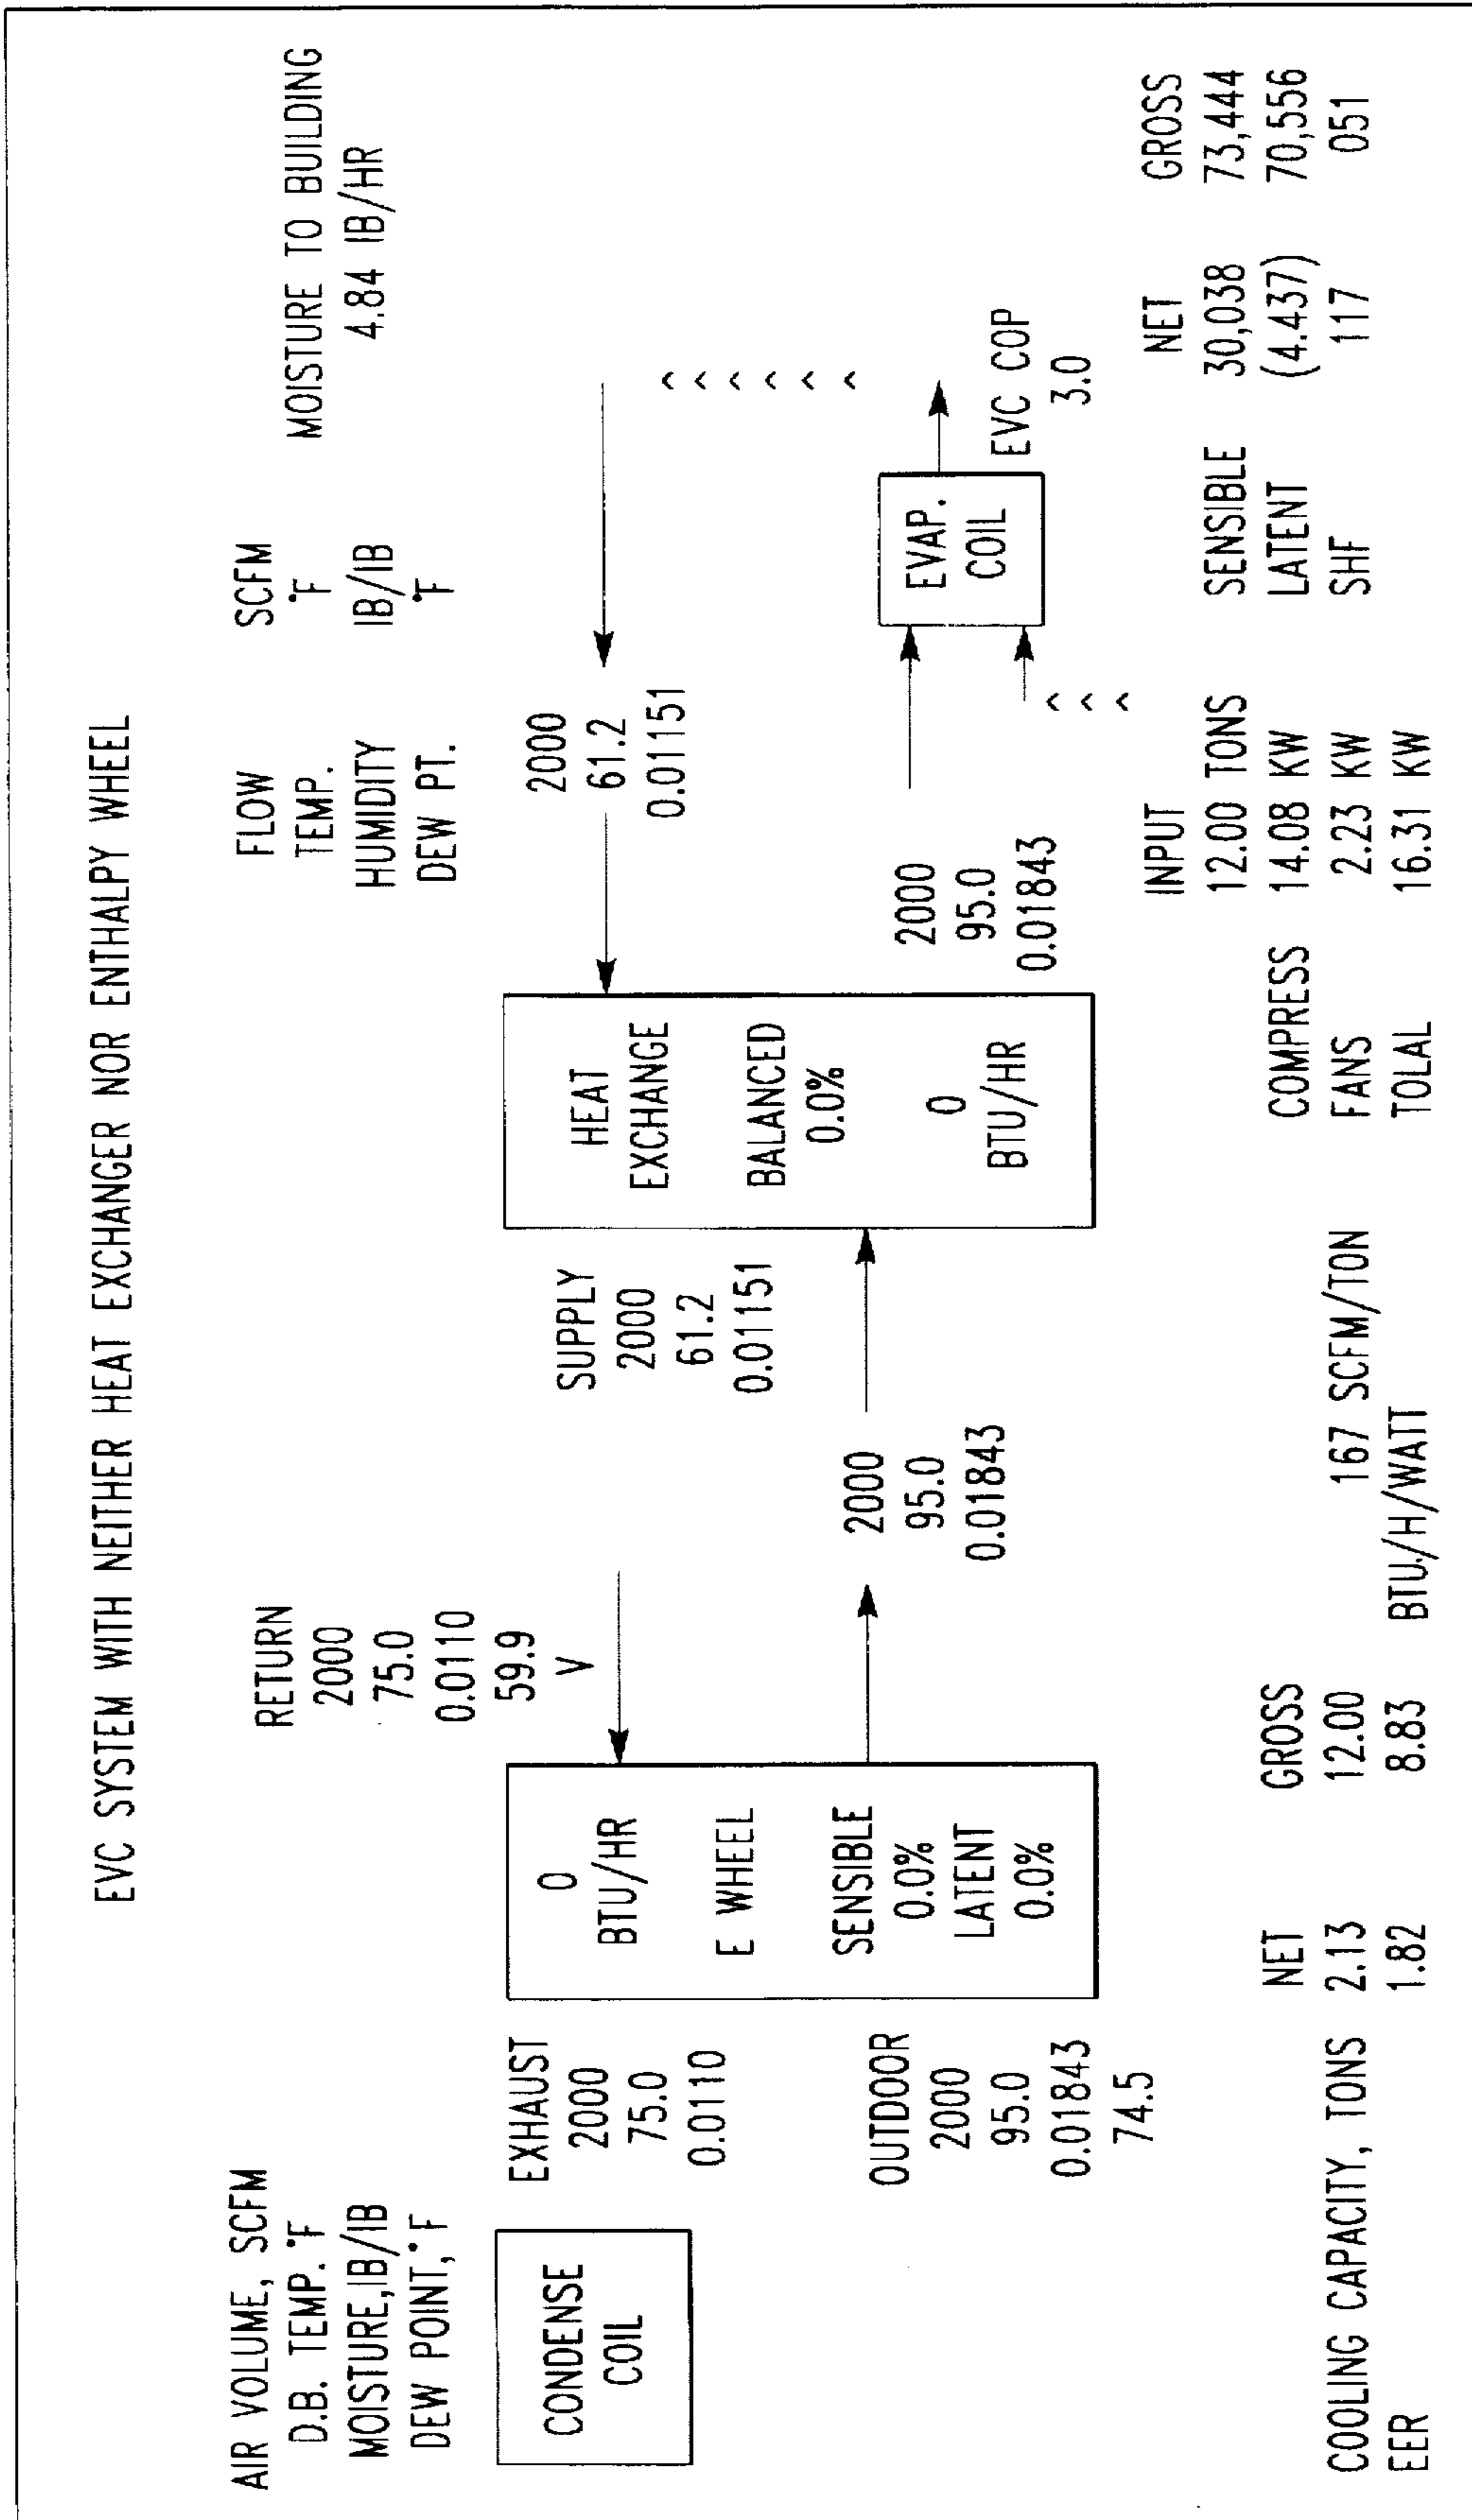 EVC SYSTEM WITH NEITHER HEAT EXCHANGER NOR ENTHALPY WHEEL
AIR VOLUME, SCFM
D.B. TEMP. °F
MOISTURE,IB/IB
DEW POINT,°F
RETURN
2000
75.0
0.0110
59.9
V
FLOW SCFM
TEMP. °F
HUMIDITY IB/IB
DEW PT. °F
MOISTURE TO BUILDING
4.84 IB/HR
CONDENSE
COIL
EXHAUST
2000
75.0
0.0110
OUTDOOR
2000
95.0
0.01843
74.5
0
BTU/HR
E WHEEL
SENSIBLE
0.0%
LATENT
0.0%
SUPPLY
2000
61.2
0.01151
2000
95.0
0.01843
HEAT
EXCHANGE
BALANCED
0.0%
0
BTU/HR
2000
61.2
0.01151
2000
95.0
0.01843
< < < < < <
EVAP.
COIL
< < <
EVC COP
3.0
NET GROSS
COOLING CAPACITY, TONS 2.13 12.00 167 SCFM/TON
EER 1.82 8.83 BTU./H/WATT
INPUT
12.00 TONS
COMPRESS 14.08 KW
FANS 2.23 KW
TOLAL 16.31 KW
NET GROSS
SENSIBLE 30,038 73,444
LATENT (4.437) 70,556
SHF 117 051